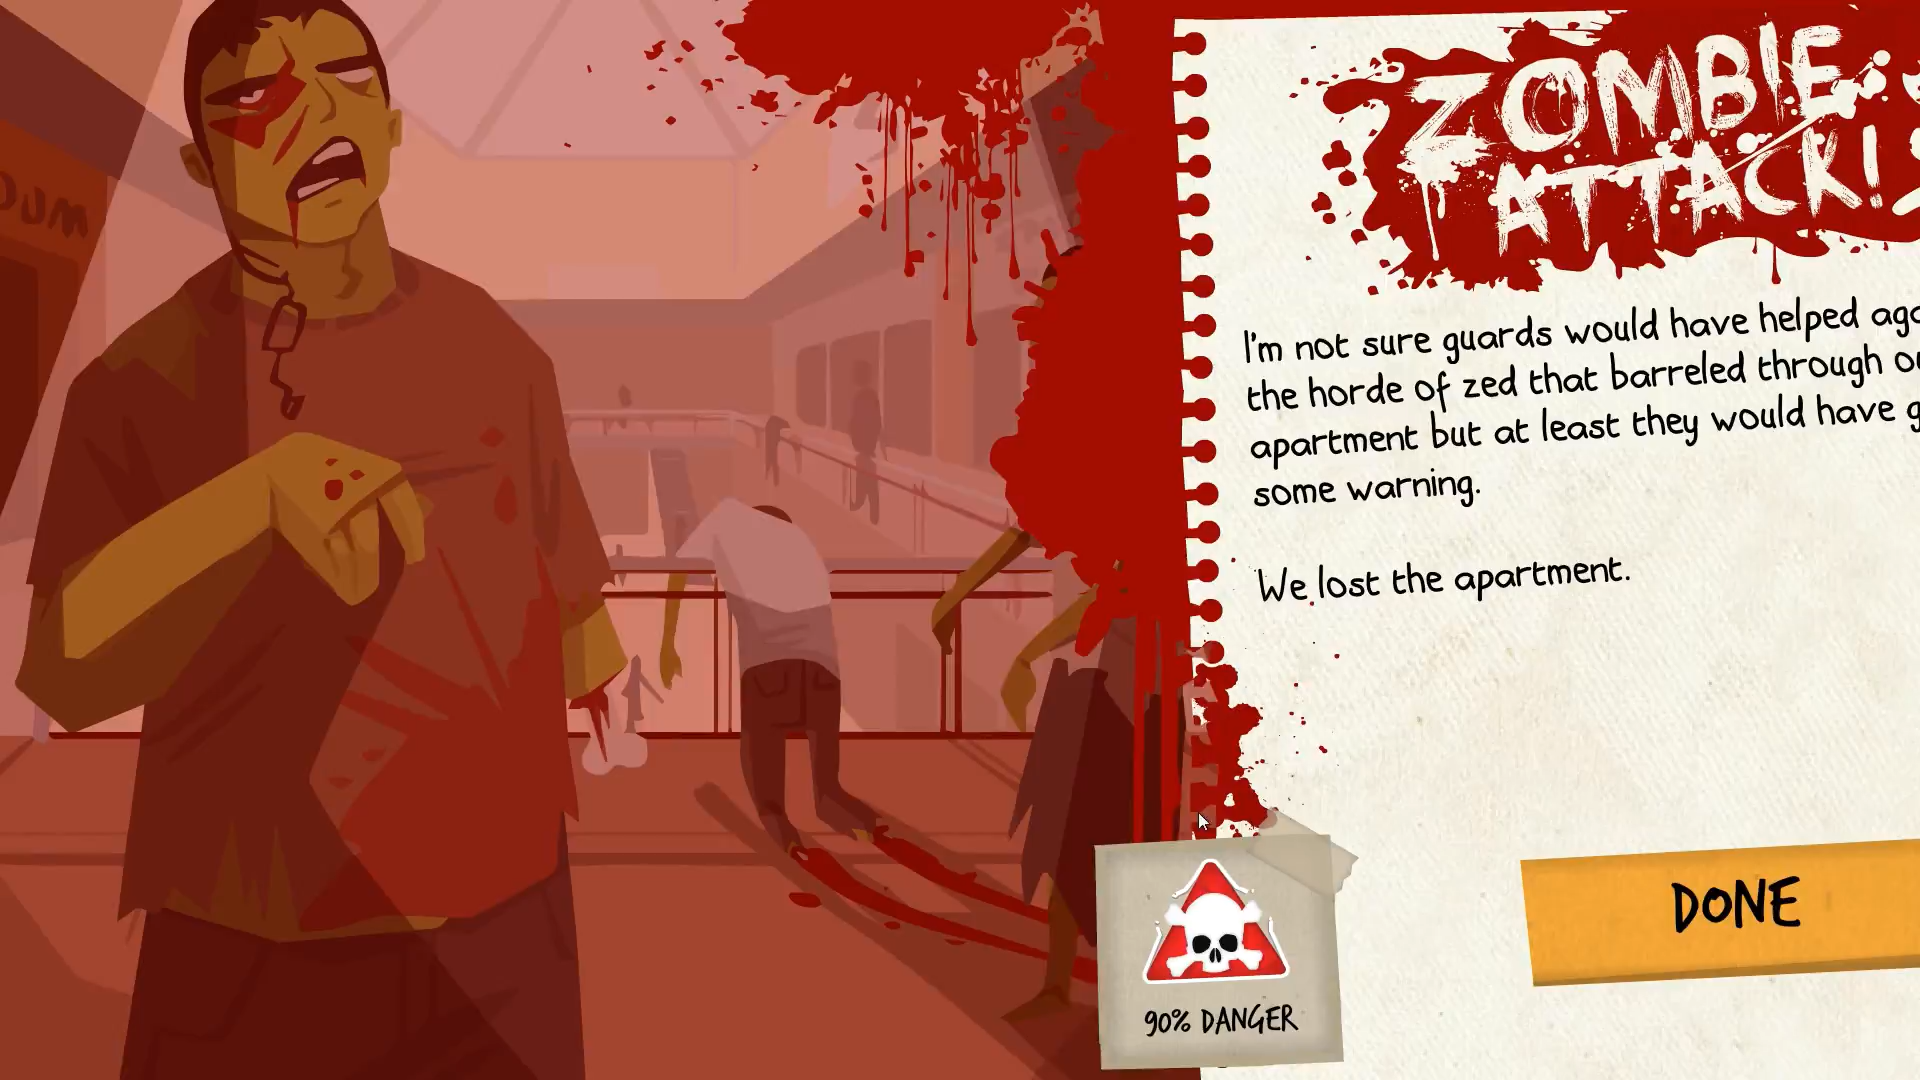 ZOMBIE
ATTACK!
I'm not sure guards would have helped
the horde of zed that barreled through
apartment but at least they would have
some warning.
We lost the apartment.
DONE
90% DANGER